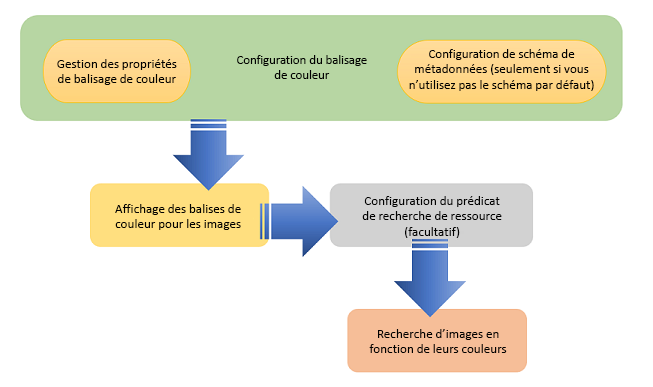 Gestion des propriétés
de balisage de couleur
Configuration du balisage
de couleur
Configuration de schéma de
métadonnées (seulement si vous
n'utilisez pas le schéma par défaut)
Affichage des balises de
couleur pour les images
Configuration du prédicat
de recherche de ressource
(facultatif)
Recherche d'images en
fonction de leurs couleurs